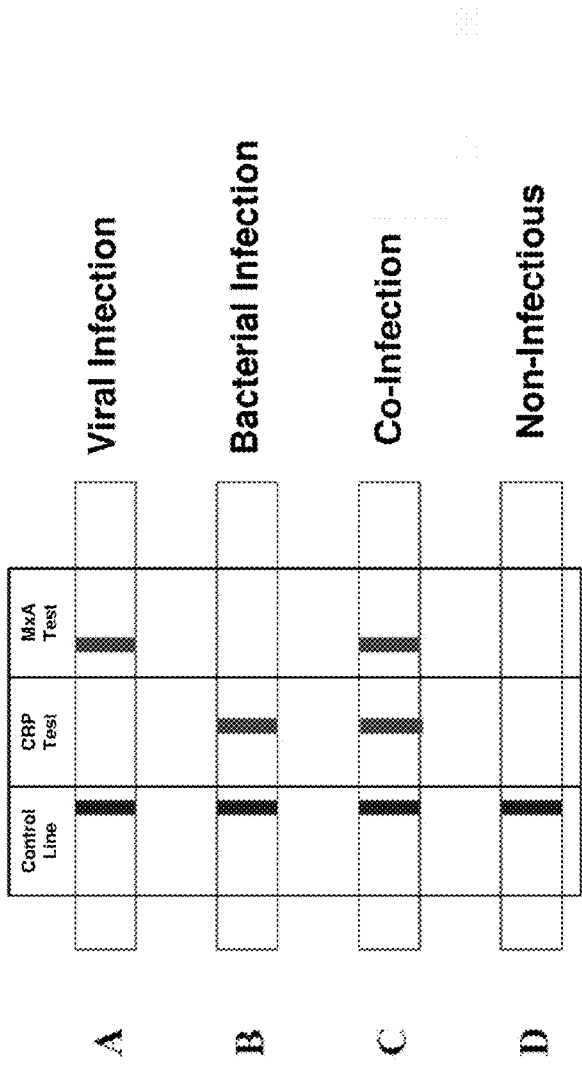 Control
Line
CRP
Test
MxA
Test
A
Viral Infection
B
Bacterial Infection
C
Co-Infection
D
Non-Infectious